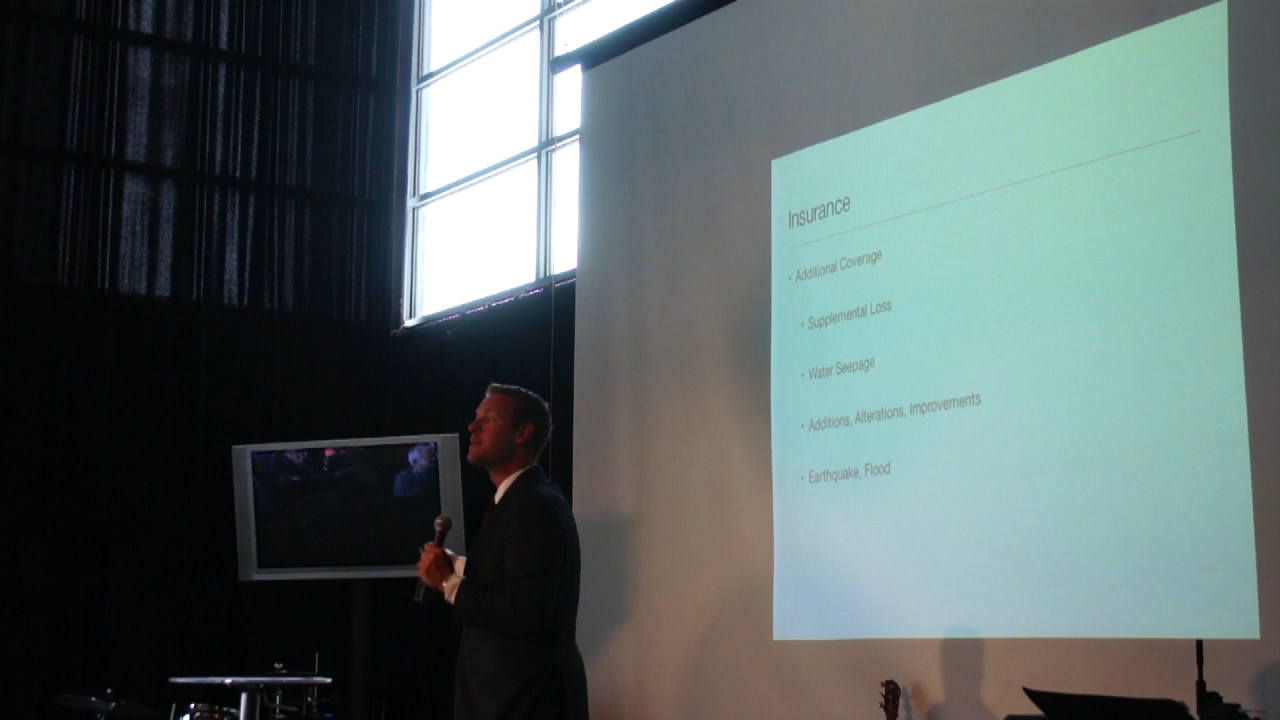 Insurance
• Additional Coverage
• Supplemental Loss
• Water Seepage
• Additions, Alterations, Improvements
• Earthquake, Flood